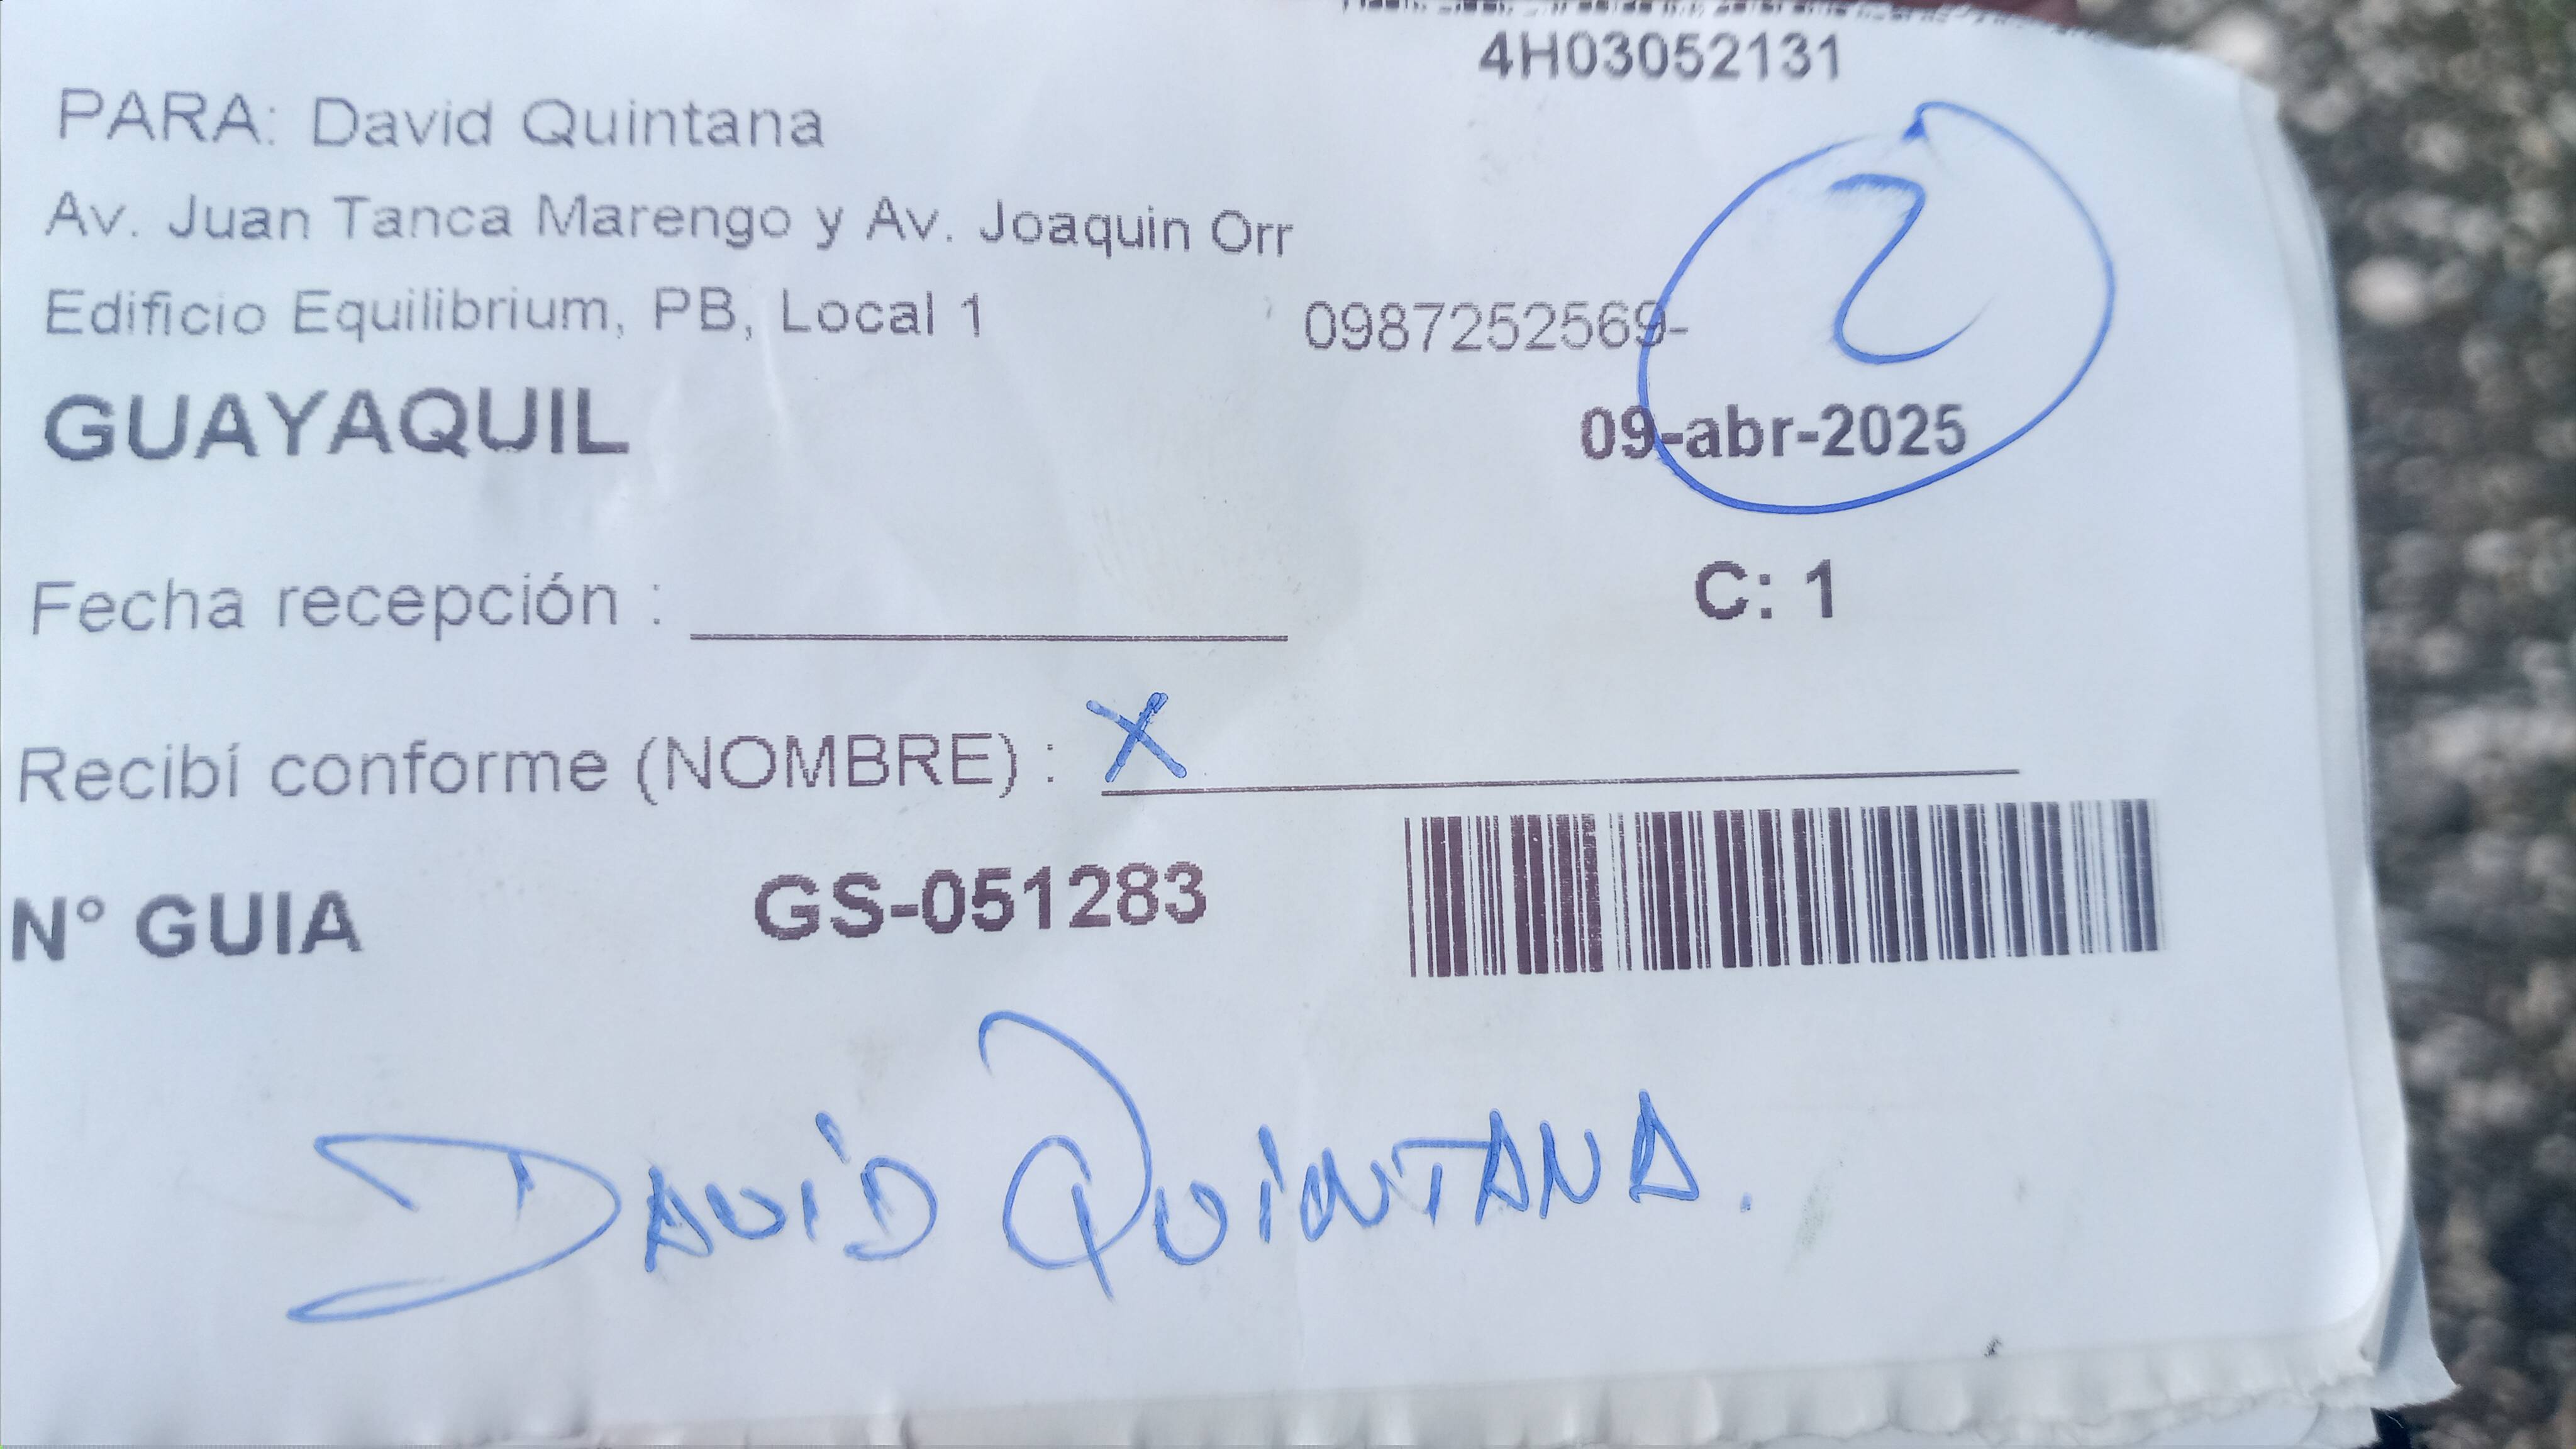 4H03052131
PARA: David Quintana
Av. Juan Tanca Marengo y Av. Joaquin Orr
Edificio Equilibrium, PB, Local 1 0987252569-
2
GUAYAQUIL 09-abr-2025
Fecha recepción : C: 1
Recibí conforme (NOMBRE) : X
N° GUIA GS-051283
DAVID QUINTANA.